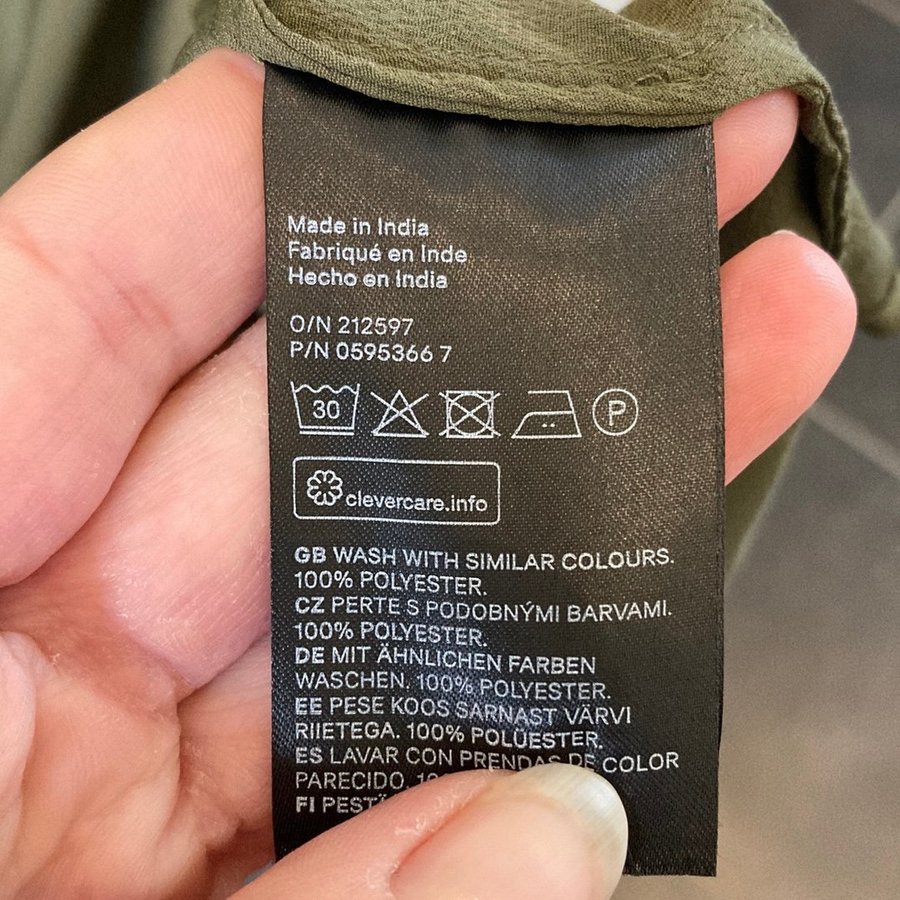 Made in India
Fabriqué en Inde
Hecho en India
O/N 212597
P/N 0595366 7
30
P
clevercare.info
GB WASH WITH SIMILAR COLOURS.
100% POLYESTER.
CZ PERTE S PODOBNÝMI BARVAMI.
100% POLYESTER.
DE MIT ÄHNLICHEN FARBEN
WASCHEN. 100% POLYESTER.
EE PESE KOOS SARNAST VÄRVI
RIIETEGA. 100% POLÜESTER.
ES LAVAR CON PRENDAS DE COLOR
PARECIDO.
FI